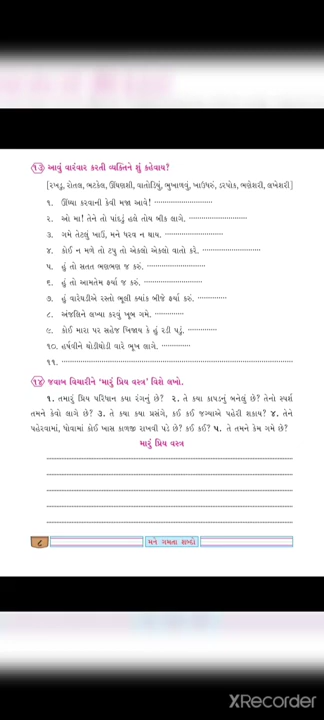 ૧૩ આવું વારંવાર કરતી વ્યક્તિને શું કહેવાય?
[રખડુ, રોતલ, ભટકેલ, ઊંઘણશી, વાતોડિયું, ભુખાળવું, ખાઉધરું, ડરપોક, ભણેશરી, લખેશરી]
૧. ઊંઘ્યા કરવાની કેવી મજા આવે! ............................
૨. ઓ મા! તેને તો પાંદડું હલે તોય બીક લાગે. ............................
૩. ગમે તેટલું ખાઉં, મને ધરવ ન થાય. ............................
૪. કોઈ ન મળે તો ટપુ તો એકલો એકલો વાતો કરે. ............................
૫. હું તો સતત ભણભણ જ કરું. ............................
૬. હું તો આમતેમ ફર્યા જ કરું. ............................
૭. હું વારેઘડીએ રસ્તો ભૂલી ક્યાંક બીજે ફર્યા કરું. ..............
૮. અંજલિને લખ્યા કરવું ખૂબ ગમે. ..............
૯. કોઈ મારા પર સહેજ ખિજાય કે હું રડી પડું. ..............
૧૦. હર્ષવીને થોડીથોડી વારે ભૂખ લાગે. ..............
૧૧. ............................
૧૪ જવાબ વિચારીને ‘મારું પ્રિય વસ્ત્ર’ વિશે લખો.
૧. તમારું પ્રિય પરિધાન કયા રંગનું છે? ૨. તે કયા કાપડનું બનેલું છે? તેનો સ્પર્શ
તમને કેવો લાગે છે? ૩. તે કયા કયા પ્રસંગે, કઈ કઈ જગ્યાએ પહેરી શકાય? ૪. તેને
પહેરવામાં, ધોવામાં કોઈ ખાસ કાળજી રાખવી પડે છે? કઈ કઈ? ૫. તે તમને કેમ ગમે છે?
મારું પ્રિય વસ્ત્ર
૮ મને ગમતા શબ્દો
XRecorder